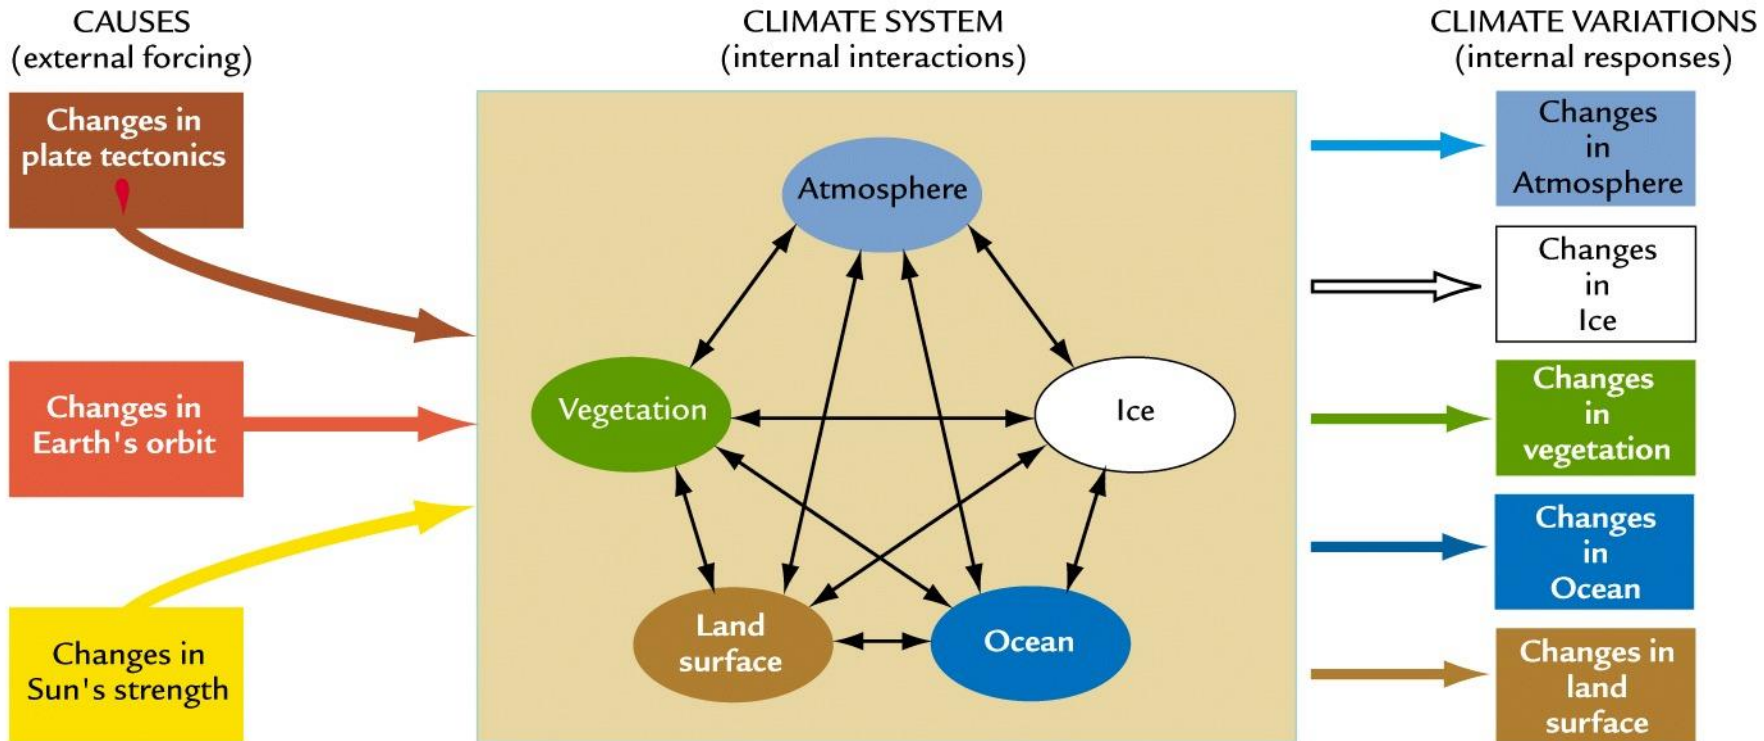 CAUSES
(external forcing)
Changes in
plate tectonics
Changes in
Earth's orbit
Changes in
Sun's strength
CLIMATE SYSTEM
(internal interactions)
Atmosphere
Vegetation
Ice
Land
surface
Ocean
CLIMATE VARIATIONS
(internal responses)
Changes
in
Atmosphere
Changes
in
Ice
Changes
in
vegetation
Changes
in
Ocean
Changes in
land
surface